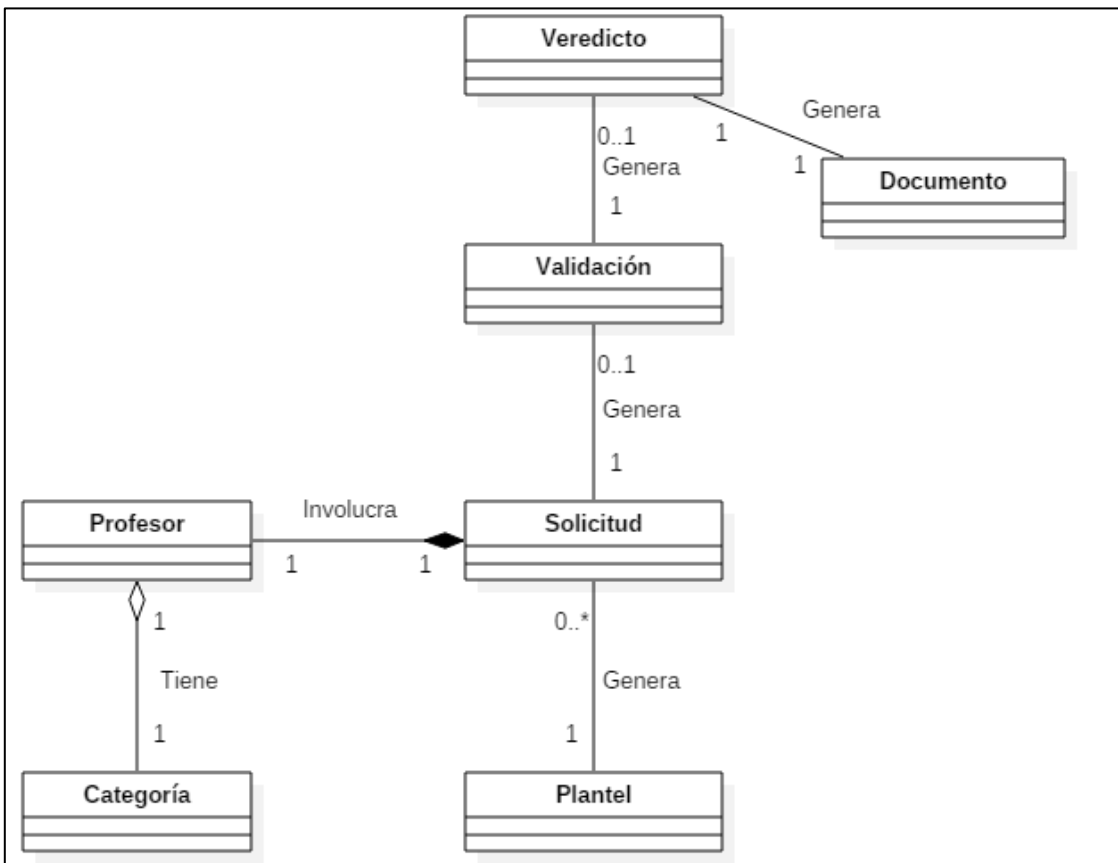 Veredicto
Genera
0..1
1
Genera
1
Documento
1
Validación
0..1
Genera
1
Involucra
Profesor
Solicitud
1
1
1
0..*
Tiene
Genera
1
1
Categoría
Plantel